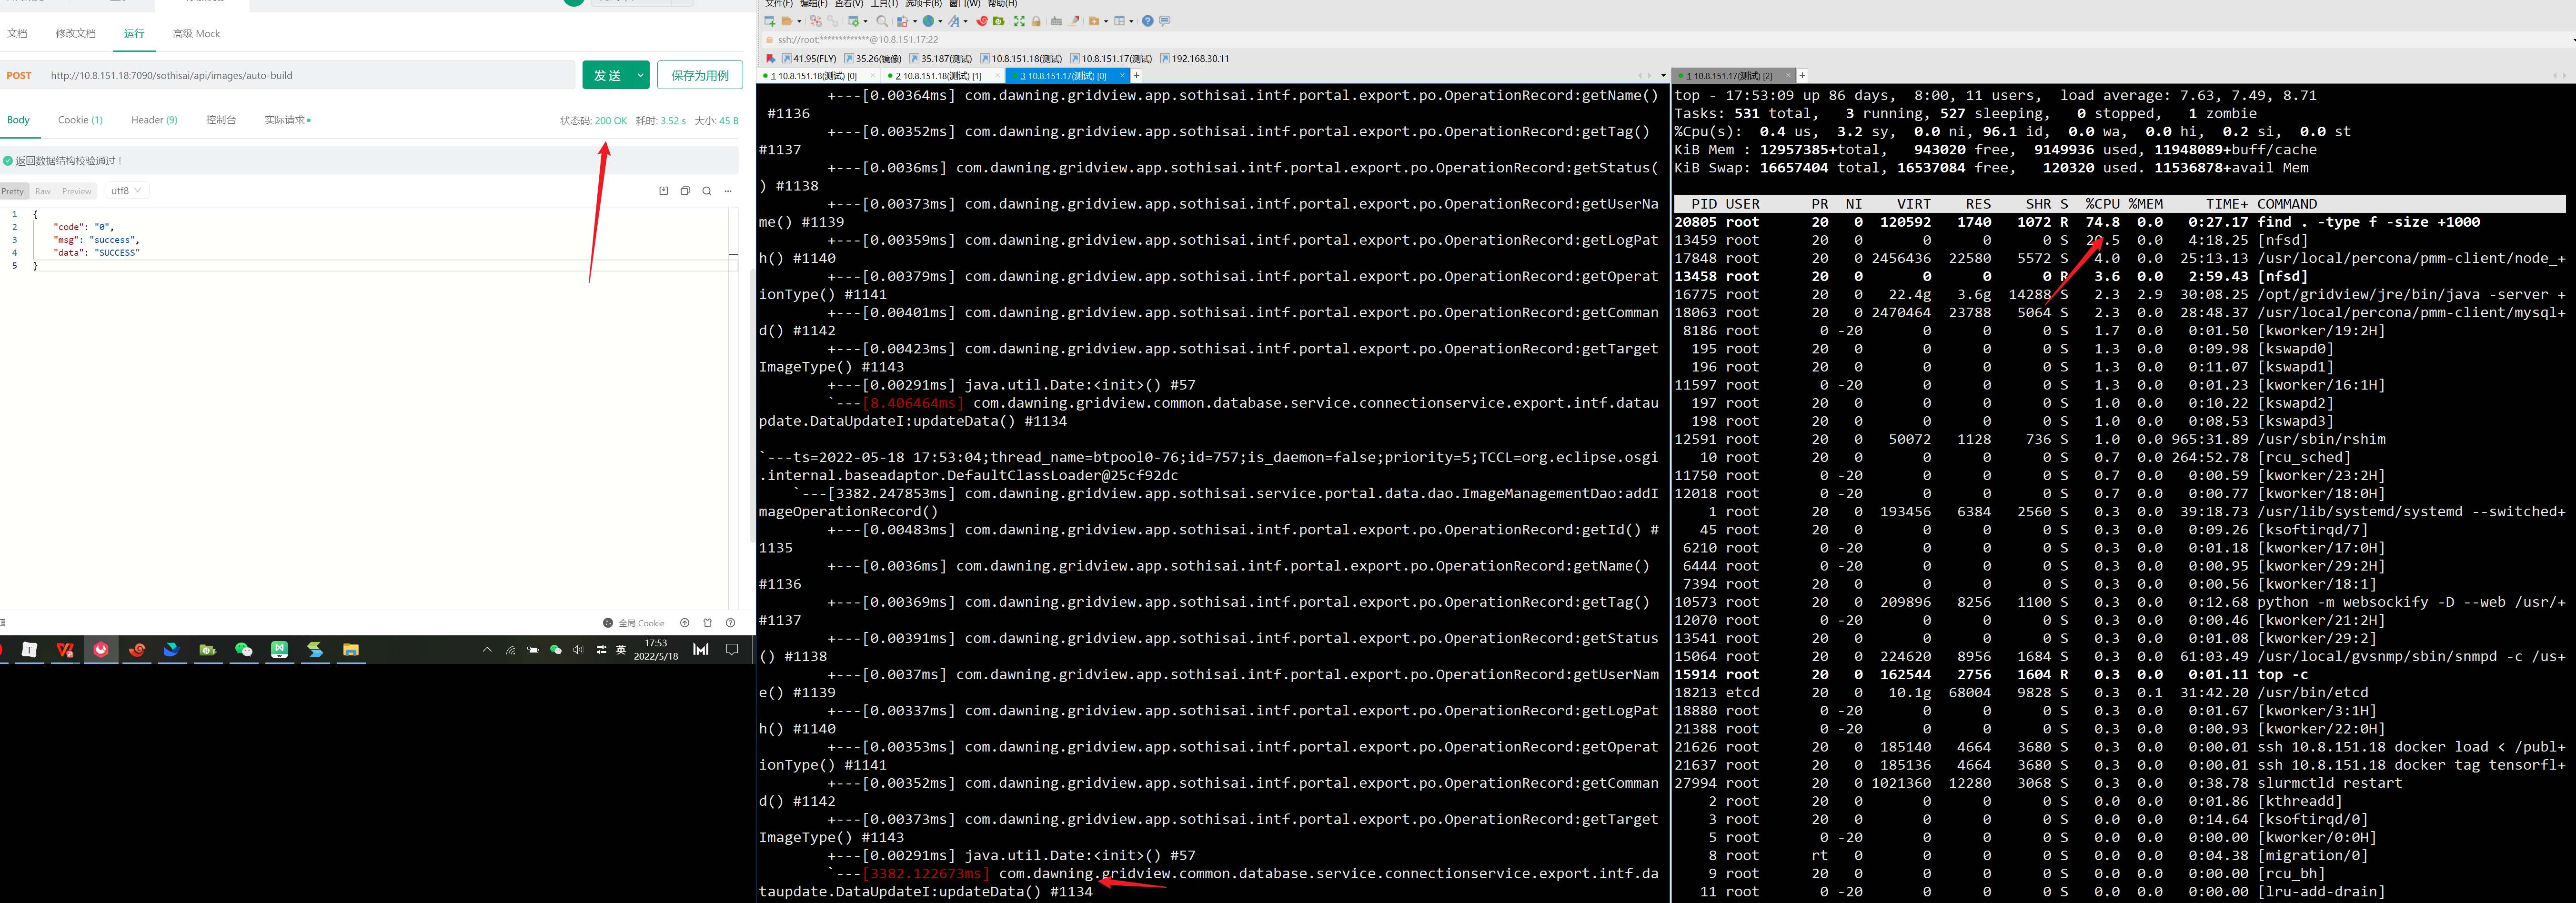 文档 修改文档 运行 高级 Mock
POST http://10.8.151.18:7090/sothisai/api/images/auto-build 发 送 保存为用例
Body Cookie (1) Header (9) 控制台 实际请求 状态码: 200 OK 耗时: 3.52 s 大小: 45 B
返回数据结构校验通过！
Pretty Raw Preview utf8
1 {
2 "code": "0",
3 "msg": "success",
4 "data": "SUCCESS"
5 }
全局 Cookie
英 17:53
2022/5/18
文件(F) 编辑(E) 查看(V) 工具(T) 选项卡(B) 窗口(W) 帮助(H)
ssh://root:*************@10.8.151.17:22
41.95(FLY) 35.26(镜像) 35.187(测试) 10.8.151.18(测试) 10.8.151.17(测试) 192.168.30.11
1 10.8.151.18(测试) [0] × 2 10.8.151.18(测试) [1] × 3 10.8.151.17(测试) [0] × +
+---[0.00364ms] com.dawning.gridview.app.sothisai.intf.portal.export.po.OperationRecord:getName()
#1136
+---[0.00352ms] com.dawning.gridview.app.sothisai.intf.portal.export.po.OperationRecord:getTag()
#1137
+---[0.0036ms] com.dawning.gridview.app.sothisai.intf.portal.export.po.OperationRecord:getStatus(
) #1138
+---[0.00373ms] com.dawning.gridview.app.sothisai.intf.portal.export.po.OperationRecord:getUserNa
me() #1139
+---[0.00359ms] com.dawning.gridview.app.sothisai.intf.portal.export.po.OperationRecord:getLogPat
h() #1140
+---[0.00379ms] com.dawning.gridview.app.sothisai.intf.portal.export.po.OperationRecord:getOperat
ionType() #1141
+---[0.00401ms] com.dawning.gridview.app.sothisai.intf.portal.export.po.OperationRecord:getComman
d() #1142
+---[0.00423ms] com.dawning.gridview.app.sothisai.intf.portal.export.po.OperationRecord:getTarget
ImageType() #1143
+---[0.00291ms] java.util.Date:<init>() #57
`---[8.406464ms] com.dawning.gridview.common.database.service.connectionservice.export.intf.datau
pdate.DataUpdateI:updateData() #1134
`---ts=2022-05-18 17:53:04;thread_name=btpool0-76;id=757;is_daemon=false;priority=5;TCCL=org.eclipse.osgi
.internal.baseadaptor.DefaultClassLoader@25cf92dc
`---[3382.247853ms] com.dawning.gridview.app.sothisai.service.portal.data.dao.ImageManagementDao:addI
mageOperationRecord()
+---[0.00483ms] com.dawning.gridview.app.sothisai.intf.portal.export.po.OperationRecord:getId() #
1135
+---[0.0036ms] com.dawning.gridview.app.sothisai.intf.portal.export.po.OperationRecord:getName()
#1136
+---[0.00369ms] com.dawning.gridview.app.sothisai.intf.portal.export.po.OperationRecord:getTag()
#1137
+---[0.00391ms] com.dawning.gridview.app.sothisai.intf.portal.export.po.OperationRecord:getStatus
() #1138
+---[0.0037ms] com.dawning.gridview.app.sothisai.intf.portal.export.po.OperationRecord:getUserNam
e() #1139
+---[0.00337ms] com.dawning.gridview.app.sothisai.intf.portal.export.po.OperationRecord:getLogPat
h() #1140
+---[0.00353ms] com.dawning.gridview.app.sothisai.intf.portal.export.po.OperationRecord:getOperat
ionType() #1141
+---[0.00352ms] com.dawning.gridview.app.sothisai.intf.portal.export.po.OperationRecord:getComman
d() #1142
+---[0.00373ms] com.dawning.gridview.app.sothisai.intf.portal.export.po.OperationRecord:getTarget
ImageType() #1143
+---[0.00291ms] java.util.Date:<init>() #57
`---[3382.122673ms] com.dawning.gridview.common.database.service.connectionservice.export.intf.da
taupdate.DataUpdateI:updateData() #1134
1 10.8.151.17(测试) [2] × +
top - 17:53:09 up 86 days, 8:00, 11 users, load average: 7.63, 7.49, 8.71
Tasks: 531 total, 3 running, 527 sleeping, 0 stopped, 1 zombie
%Cpu(s): 0.4 us, 3.2 sy, 0.0 ni, 96.1 id, 0.0 wa, 0.0 hi, 0.2 si, 0.0 st
KiB Mem : 12957385+total, 943020 free, 9149936 used, 11948089+buff/cache
KiB Swap: 16657404 total, 16537084 free, 120320 used. 11536878+avail Mem
PID USER PR NI VIRT RES SHR S %CPU %MEM TIME+ COMMAND
20805 root 20 0 120592 1740 1072 R 74.8 0.0 0:27.17 find . -type f -size +1000
13459 root 20 0 0 0 0 S 0.0 4:18.25 [nfsd]
17848 root 20 0 2456436 22580 5572 S 4.0 0.0 25:13.13 /usr/local/percona/pmm-client/node_+
13458 root 20 0 0 0 0 R 3.6 0.0 2:59.43 [nfsd]
16775 root 20 0 22.4g 3.6g 14288 S 2.3 2.9 30:08.25 /opt/gridview/jre/bin/java -server +
18063 root 20 0 2470464 23788 5064 S 2.3 0.0 28:48.37 /usr/local/percona/pmm-client/mysql+
8186 root 0 -20 0 0 0 S 1.7 0.0 0:01.50 [kworker/19:2H]
195 root 20 0 0 0 0 S 1.3 0.0 0:09.98 [kswapd0]
196 root 20 0 0 0 0 S 1.3 0.0 0:11.07 [kswapd1]
11597 root 0 -20 0 0 0 S 1.3 0.0 0:01.23 [kworker/16:1H]
197 root 20 0 0 0 0 S 1.0 0.0 0:10.22 [kswapd2]
198 root 20 0 0 0 0 S 1.0 0.0 0:08.53 [kswapd3]
12591 root 20 0 50072 1128 736 S 1.0 0.0 965:31.89 /usr/sbin/rshim
10 root 20 0 0 0 0 S 0.7 0.0 264:52.78 [rcu_sched]
11750 root 0 -20 0 0 0 S 0.7 0.0 0:00.59 [kworker/23:2H]
12018 root 0 -20 0 0 0 S 0.7 0.0 0:00.77 [kworker/18:0H]
1 root 20 0 193456 6384 2560 S 0.3 0.0 39:18.73 /usr/lib/systemd/systemd --switched+
45 root 20 0 0 0 0 S 0.3 0.0 0:09.26 [ksoftirqd/7]
6210 root 0 -20 0 0 0 S 0.3 0.0 0:01.18 [kworker/17:0H]
6444 root 0 -20 0 0 0 S 0.3 0.0 0:00.95 [kworker/29:2H]
7394 root 20 0 0 0 0 S 0.3 0.0 0:00.56 [kworker/18:1]
10573 root 20 0 209896 8256 1100 S 0.3 0.0 0:12.68 python -m websockify -D --web /usr/+
12070 root 0 -20 0 0 0 S 0.3 0.0 0:00.46 [kworker/21:2H]
13541 root 20 0 0 0 0 S 0.3 0.0 0:01.08 [kworker/29:2]
15064 root 20 0 224620 8956 1684 S 0.3 0.0 61:03.49 /usr/local/gvsnmp/sbin/snmpd -c /us+
15914 root 20 0 162544 2756 1604 R 0.3 0.0 0:01.11 top -c
18213 etcd 20 0 10.1g 68004 9828 S 0.3 0.1 31:42.20 /usr/bin/etcd
18880 root 0 -20 0 0 0 S 0.3 0.0 0:01.67 [kworker/3:1H]
21388 root 0 -20 0 0 0 S 0.3 0.0 0:00.93 [kworker/22:0H]
21626 root 20 0 185140 4664 3680 S 0.3 0.0 0:00.01 ssh 10.8.151.18 docker load < /publ+
21637 root 20 0 185136 4664 3680 S 0.3 0.0 0:00.01 ssh 10.8.151.18 docker tag tensorfl+
27994 root 20 0 1021360 12280 3068 S 0.3 0.0 0:38.78 slurmctld restart
2 root 20 0 0 0 0 S 0.0 0.0 0:01.86 [kthreadd]
3 root 20 0 0 0 0 S 0.0 0.0 0:14.64 [ksoftirqd/0]
5 root 0 -20 0 0 0 S 0.0 0.0 0:00.00 [kworker/0:0H]
8 root rt 0 0 0 0 S 0.0 0.0 0:04.38 [migration/0]
9 root 20 0 0 0 0 S 0.0 0.0 0:00.00 [rcu_bh]
11 root 0 -20 0 0 0 S 0.0 0.0 0:00.00 [lru-add-drain]